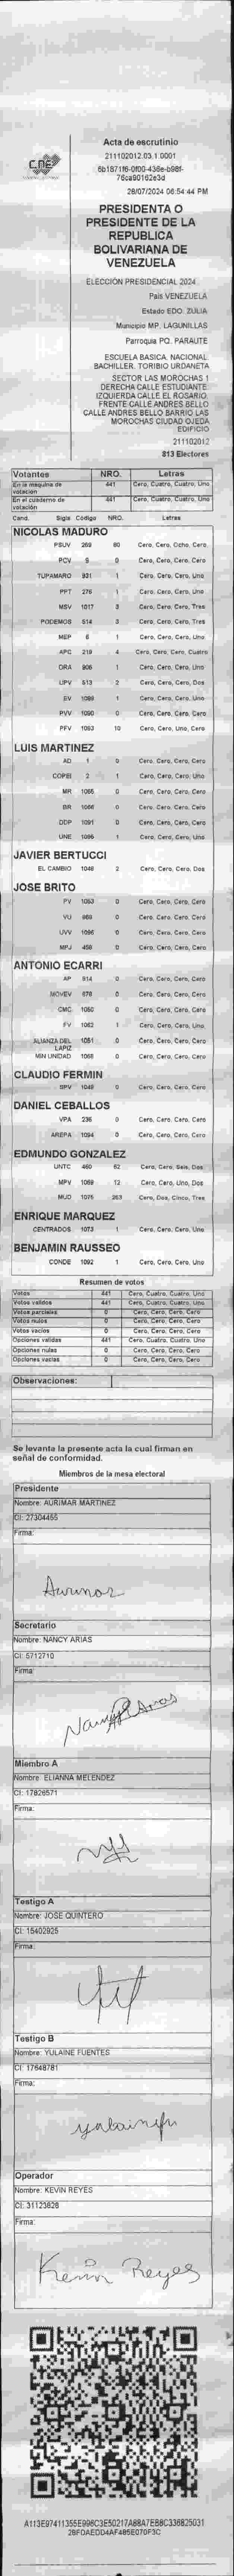 CNE
Acta de escrutinio
211102012.03.1.0001
28/07/2024 06:54:44 PM
PRESIDENTA O
PRESIDENTE DE LA
REPUBLICA
BOLIVARIANA DE
VENEZUELA
ELECCIÓN PRESIDENCIAL 2024
País VENEZUELA
Estado EDO. ZULIA
Municipio MP. LAGUNILLAS
Parroquia PQ. PARAUTE
ESCUELA BASICA. NACIONAL
BACHILLER. TORIBIO URDANETA
SECTOR LAS MOROCHAS 1
DERECHA CALLE ESTUDIANTE.
IZQUIERDA CALLE EL ROSARIO.
FRENTE CALLE ANDRES BELLO
CALLE ANDRES BELLO BARRIO LAS
MOROCHAS CIUDAD OJEDA
EDIFICIO
211102012
813 Electores
Votantes NRO. Letras
En la maquina de votacion 441 Cero, Cuatro, Cuatro, Uno
En el cuaderno de votación 441 Cero, Cuatro, Cuatro, Uno
Cand. Sigla Código NRO. Letras
NICOLAS MADURO
PSUV 269 80 Cero, Cero, Ocho, Cero
PCV 9 0 Cero, Cero, Cero, Cero
TUPAMARO 931 1 Cero, Cero, Cero, Uno
PPT 276 1 Cero, Cero, Cero, Uno
MSV 1017 3 Cero, Cero, Cero, Tres
PODEMOS 514 3 Cero, Cero, Cero, Tres
MEP 6 1 Cero, Cero, Cero, Uno
APC 219 4 Cero, Cero, Cero, Cuatro
ORA 906 1 Cero, Cero, Cero, Uno
UPV 513 2 Cero, Cero, Cero, Dos
EV 1099 1 Cero, Cero, Cero, Uno
PVV 1090 0 Cero, Cero, Cero, Cero
PFV 1093 10 Cero, Cero, Uno, Cero
LUIS MARTINEZ
AD 1 0 Cero, Cero, Cero, Cero
COPEI 2 1 Cero, Cero, Cero, Uno
MR 1065 0 Cero, Cero, Cero, Cero
BR 1066 0 Cero, Cero, Cero, Cero
DDP 1091 0 Cero, Cero, Cero, Cero
UNE 1096 1 Cero, Cero, Cero, Uno
JAVIER BERTUCCI
EL CAMBIO 1048 2 Cero, Cero, Cero, Dos
JOSE BRITO
PV 1053 0 Cero, Cero, Cero, Cero
VU 969 0 Cero, Cero, Cero, Cero
UVV 1096 0 Cero, Cero, Cero, Cero
MPJ 458 0 Cero, Cero, Cero, Cero
ANTONIO ECARRI
AP 914 0 Cero, Cero, Cero, Cero
MOVEV 678 0 Cero, Cero, Cero, Cero
CMC 1050 0 Cero, Cero, Cero, Cero
FV 1062 1 Cero, Cero, Cero, Uno
ALIANZA DEL LAPIZ 1051 0 Cero, Cero, Cero, Cero
MIN UNIDAD 1068 0 Cero, Cero, Cero, Cero
CLAUDIO FERMIN
SPV 1049 0 Cero, Cero, Cero, Cero
DANIEL CEBALLOS
VPA 236 0 Cero, Cero, Cero, Cero
AREPA 1094 0 Cero, Cero, Cero, Cero
EDMUNDO GONZALEZ
UNTC 460 62 Cero, Cero, Seis, Dos
MPV 1069 12 Cero, Cero, Uno, Dos
MUD 1075 253 Cero, Dos, Cinco, Tres
ENRIQUE MARQUEZ
CENTRADOS 1073 1 Cero, Cero, Cero, Uno
BENJAMIN RAUSSEO
CONDE 1092 1 Cero, Cero, Cero, Uno
Resumen de votos
Votos 441 Cero, Cuatro, Cuatro, Uno
Votos validos 441 Cero, Cuatro, Cuatro, Uno
Votos parciales 0 Cero, Cero, Cero, Cero
Votos nulos 0 Cero, Cero, Cero, Cero
Votos vacios 0 Cero, Cero, Cero, Cero
Opciones validas 441 Cero, Cuatro, Cuatro, Uno
Opciones nulas 0 Cero, Cero, Cero, Cero
Opciones vacias 0 Cero, Cero, Cero, Cero
Observaciones:
Se levanta la presente acta la cual firman en
señal de conformidad.
Miembros de la mesa electoral
Presidente
Nombre: AURIMAR MARTINEZ
CI: 27304465
Firma:
Secretario
Nombre: NANCY ARIAS
CI: 5712710
Firma:
Nancy Arias
Miembro A
Nombre: ELIANNA MELENDEZ
CI: 17826571
Firma:
Testigo A
Nombre: JOSE QUINTERO
CI: 15402925
Firma:
Testigo B
Nombre: YULAINE FUENTES
CI: 17648781
Firma:
Operador
Nombre: KEVIN REYES
CI: 31123828
Firma:
Kevin Reyes